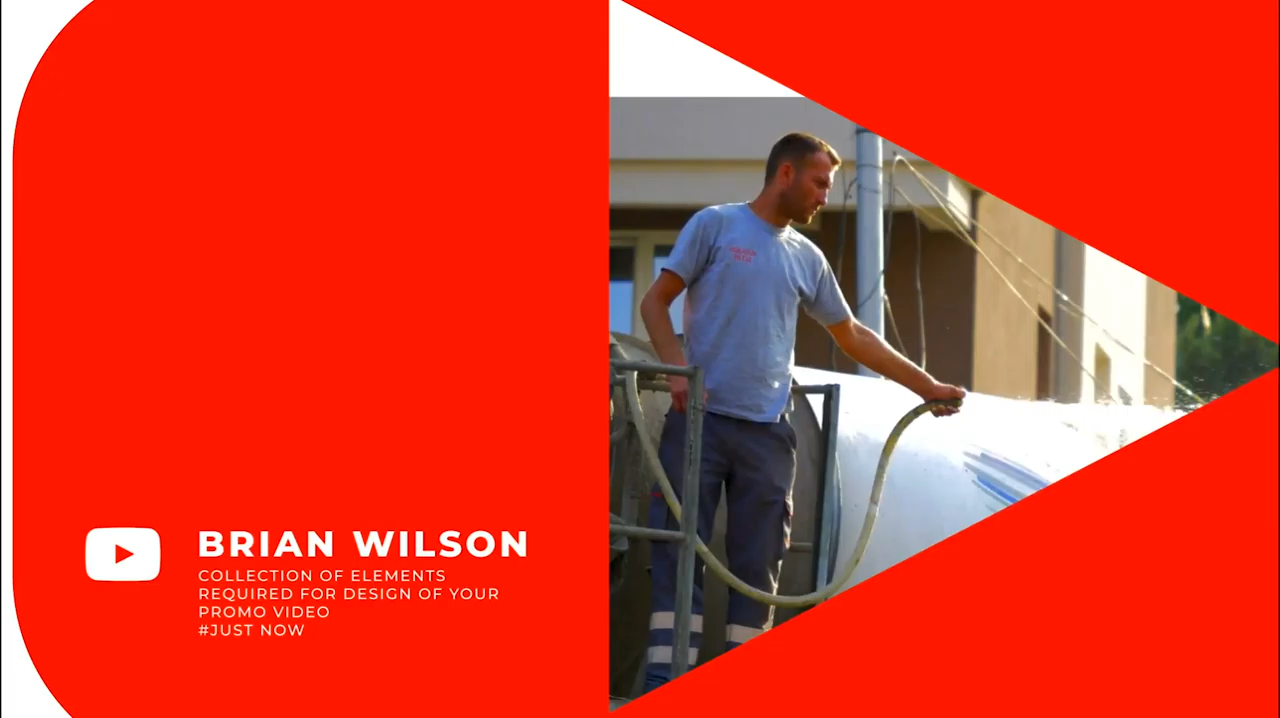 BRIAN WILSON
COLLECTION OF ELEMENTS
REQUIRED FOR DESIGN OF YOUR
PROMO VIDEO
#JUST NOW